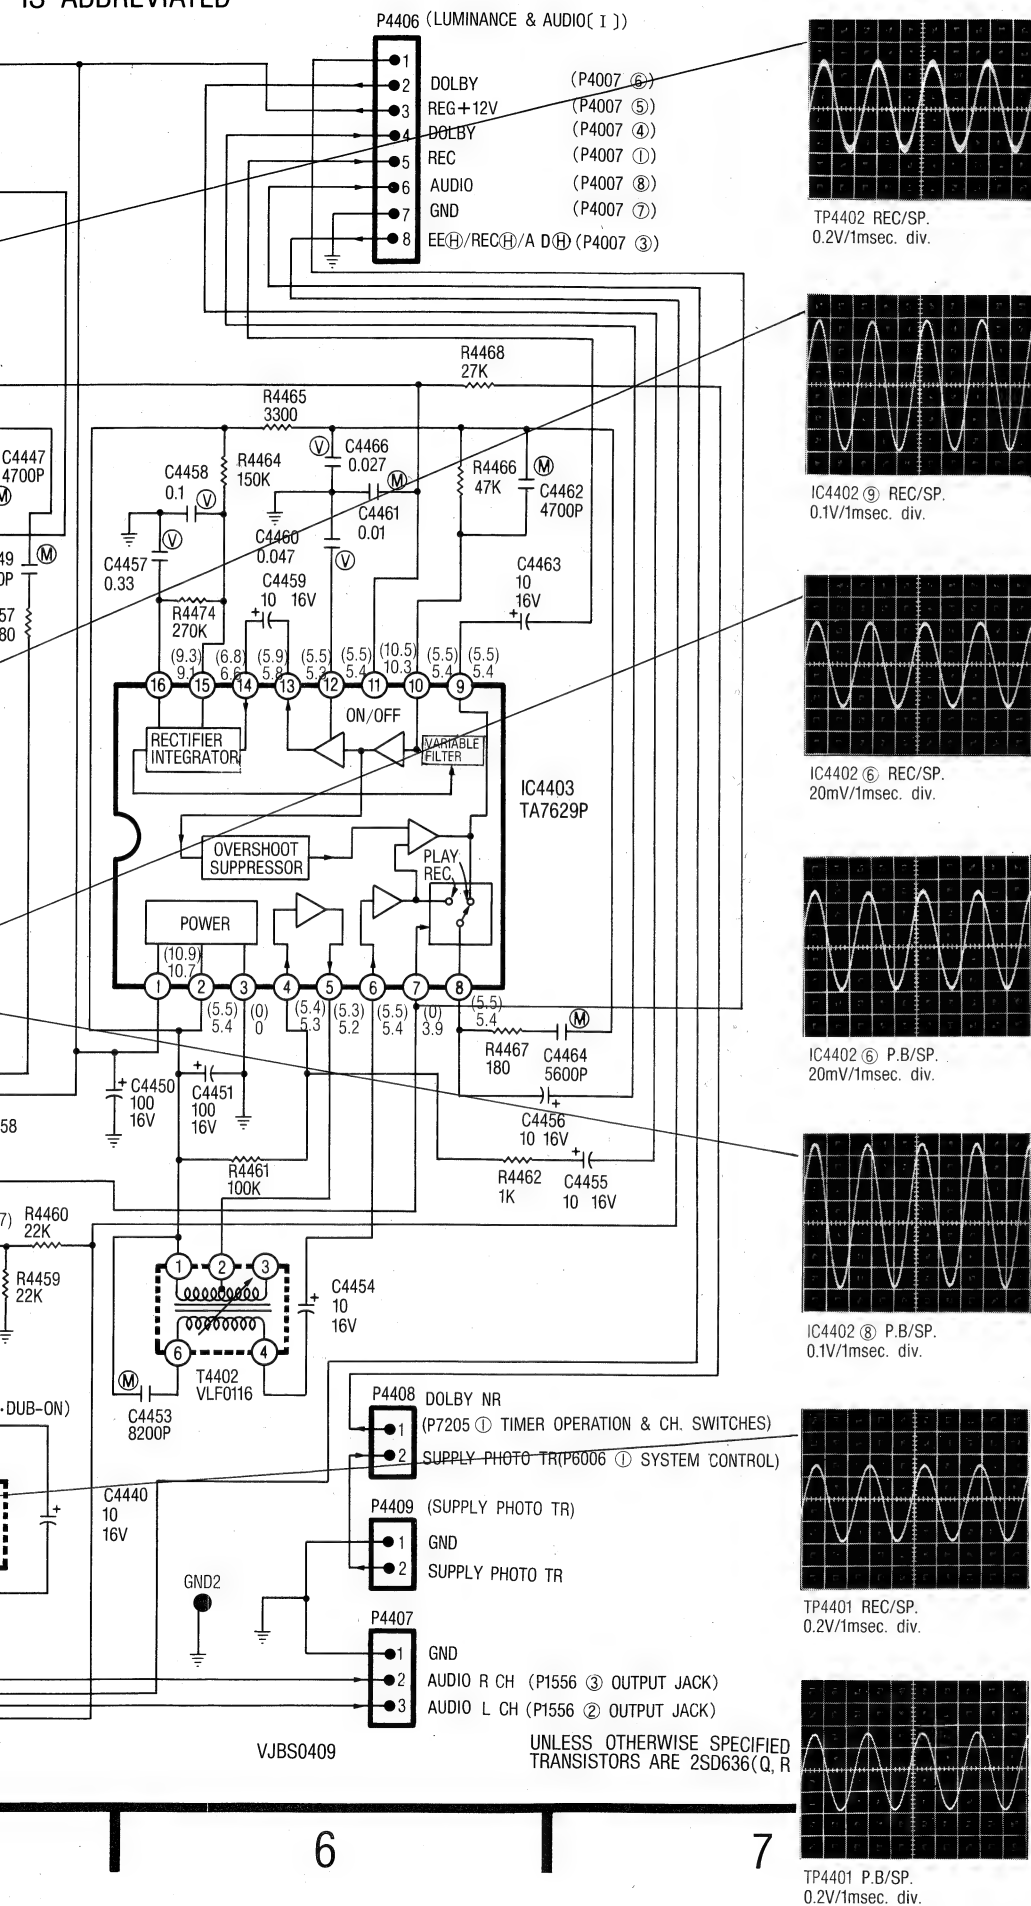 IS ABBREVIATED
P4406 (LUMINANCE & AUDIO( I ))
1
2 DOLBY (P4007 ⑥)
3 REG+12V (P4007 ⑤)
4 DOLBY (P4007 ④)
5 REC (P4007 ①)
6 AUDIO (P4007 ⑧)
7 GND (P4007 ⑦)
8 EEⒽ/RECⒽ/A DⒽ (P4007 ③)
TP4402 REC/SP.
0.2V/1msec. div.
R4468
27K
R4465
3300
C4447
4700P
Ⓜ
C4458
0.1 Ⓥ
R4464
150K
Ⓥ C4466
0.027
Ⓜ
C4461
0.01
R4466
47K
Ⓜ
C4462
4700P
IC4402 ⑨ REC/SP.
0.1V/1msec. div.
Ⓥ
C4457
0.33
C4460
0.047
Ⓥ
C4459
10 16V
C4463
10
16V
49 Ⓜ
0P
57
80
R4474
270K
(9.3) (6.8) (5.9) (5.5) (5.5) (10.5) (5.5) (5.5)
9.1 6.6 5.8 5.3 5.4 10.3 5.4 5.4
16 15 14 13 12 11 10 9
ON/OFF
RECTIFIER
INTEGRATOR
VARIABLE
FILTER
IC4403
TA7629P
IC4402 ⑥ REC/SP.
20mV/1msec. div.
OVERSHOOT
SUPPRESSOR
PLAY
REC
POWER
(10.9)
10.7
1 2 3 4 5 6 7 8
(5.5) (0) (5.4) (5.3) (5.5) (0) (5.5)
5.4 0 5.3 5.2 5.4 3.9 5.4
Ⓜ
R4467
180
C4464
5600P
IC4402 ⑥ P.B/SP.
20mV/1msec. div.
+ C4450
100
16V
+
C4451
100
16V
58
C4456
10 16V
R4461
100K
R4462
1K
C4455
10 16V
7) R4460
22K
R4459
22K
1 2 3
6 4
+ C4454
10
16V
IC4402 ⑧ P.B/SP.
0.1V/1msec. div.
Ⓜ
C4453
8200P
T4402
VLF0116
·DUB-ON)
P4408 DOLBY NR
1 (P7205 ① TIMER OPERATION & CH. SWITCHES)
2 SUPPLY PHOTO TR(P6006 ① SYSTEM CONTROL)
C4440
10
16V
P4409 (SUPPLY PHOTO TR)
1 GND
2 SUPPLY PHOTO TR
GND2
TP4401 REC/SP.
0.2V/1msec. div.
P4407
1 GND
2 AUDIO R CH (P1556 ③ OUTPUT JACK)
3 AUDIO L CH (P1556 ② OUTPUT JACK)
VJBS0409
UNLESS OTHERWISE SPECIFIED
TRANSISTORS ARE 2SD636(Q, R
6 7
TP4401 P.B/SP.
0.2V/1msec. div.